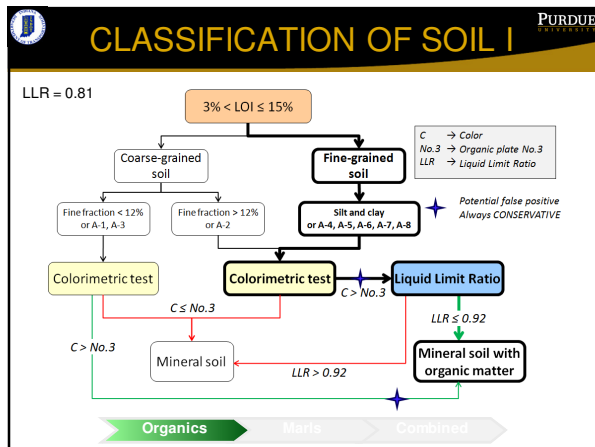 CLASSIFICATION OF SOIL I
PURDUE
UNIVERSITY
LLR = 0.81
3% < LOI ≤ 15%
C → Color
No.3 → Organic plate No.3
LLR → Liquid Limit Ratio
Coarse-grained
soil
Fine-grained
soil
Potential false positive
Always CONSERVATIVE
Fine fraction < 12%
or A-1, A-3
Fine fraction > 12%
or A-2
Silt and clay
or A-4, A-5, A-6, A-7, A-8
Colorimetric test
Colorimetric test
C > No.3
Liquid Limit Ratio
C ≤ No.3
LLR ≤ 0.92
C > No.3
Mineral soil
LLR > 0.92
Mineral soil with
organic matter
Organics
Marls
Combined